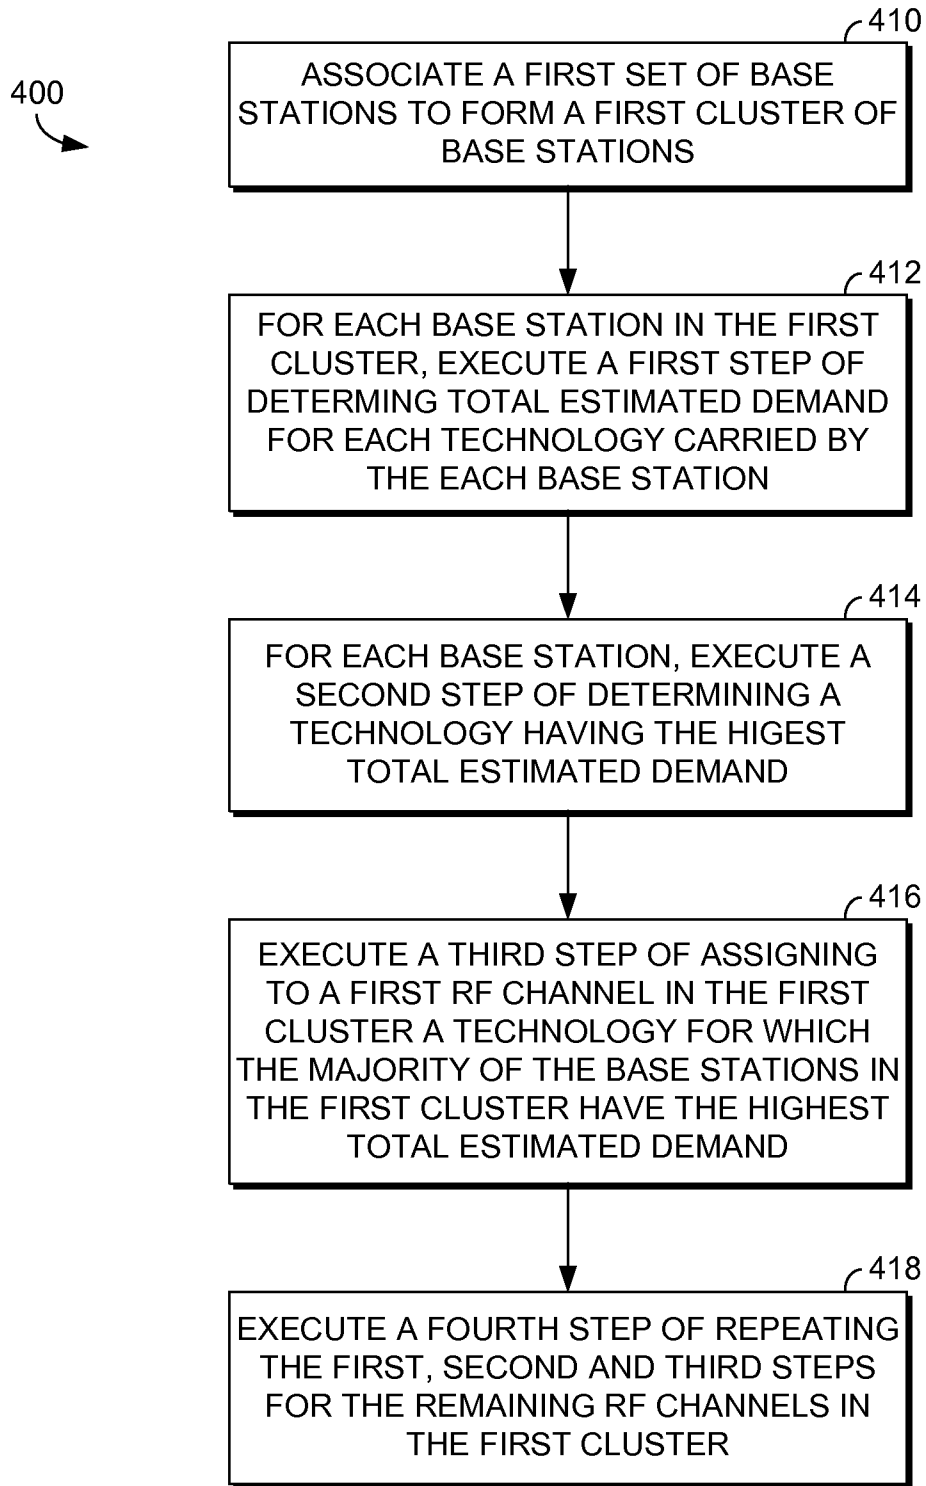 410
ASSOCIATE A FIRST SET OF BASE
STATIONS TO FORM A FIRST CLUSTER OF
BASE STATIONS
400
412
FOR EACH BASE STATION IN THE FIRST
CLUSTER, EXECUTE A FIRST STEP OF
DETERMING TOTAL ESTIMATED DEMAND
FOR EACH TECHNOLOGY CARRIED BY
THE EACH BASE STATION
414
FOR EACH BASE STATION, EXECUTE A
SECOND STEP OF DETERMINING A
TECHNOLOGY HAVING THE HIGEST
TOTAL ESTIMATED DEMAND
416
EXECUTE A THIRD STEP OF ASSIGNING
TO A FIRST RF CHANNEL IN THE FIRST
CLUSTER A TECHNOLOGY FOR WHICH
THE MAJORITY OF THE BASE STATIONS IN
THE FIRST CLUSTER HAVE THE HIGHEST
TOTAL ESTIMATED DEMAND
418
EXECUTE A FOURTH STEP OF REPEATING
THE FIRST, SECOND AND THIRD STEPS
FOR THE REMAINING RF CHANNELS IN
THE FIRST CLUSTER